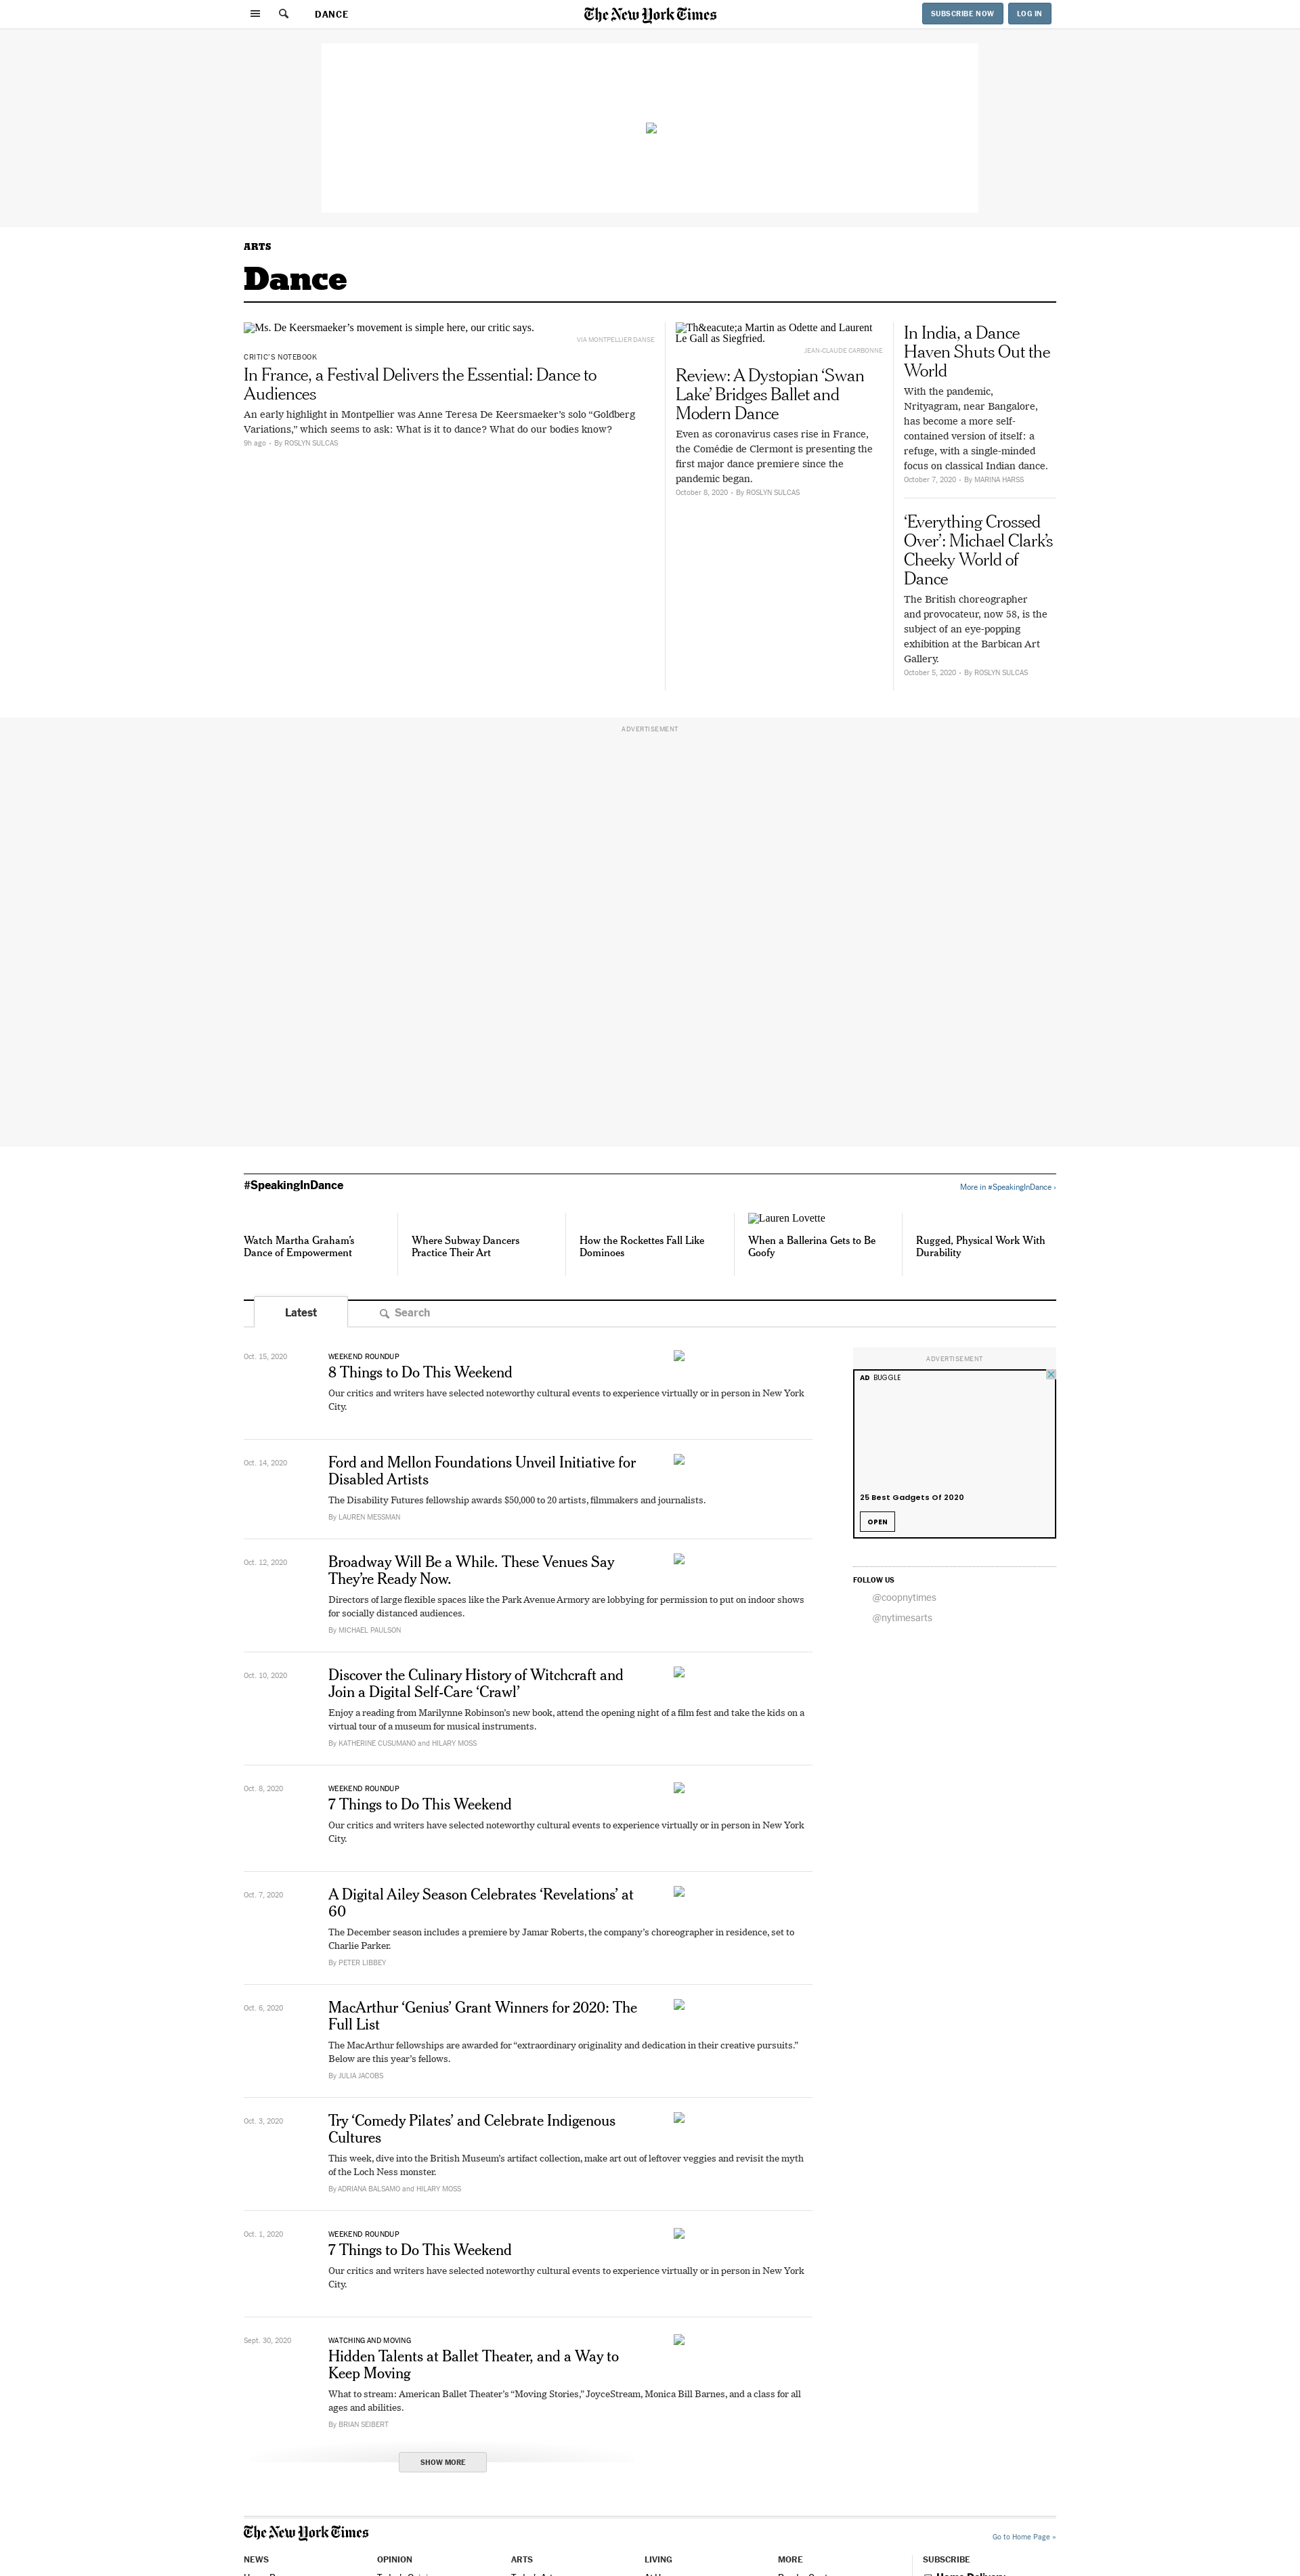 DANCE
The New York Times
SUBSCRIBE NOW
LOG IN
ARTS
Dance
Ms. De Keersmaeker’s movement is simple here, our critic says.
VIA MONTPELLIER DANSE
CRITIC’S NOTEBOOK
In France, a Festival Delivers the Essential: Dance to
Audiences
An early highlight in Montpellier was Anne Teresa De Keersmaeker’s solo “Goldberg
Variations,” which seems to ask: What is it to dance? What do our bodies know?
9h ago • By ROSLYN SULCAS
Th&eacute;a Martin as Odette and Laurent
Le Gall as Siegfried.
JEAN-CLAUDE CARBONNE
Review: A Dystopian ‘Swan
Lake’ Bridges Ballet and
Modern Dance
Even as coronavirus cases rise in France,
the Comédie de Clermont is presenting the
first major dance premiere since the
pandemic began.
October 8, 2020 • By ROSLYN SULCAS
In India, a Dance
Haven Shuts Out the
World
With the pandemic,
Nrityagram, near Bangalore,
has become a more self-
contained version of itself: a
refuge, with a single-minded
focus on classical Indian dance.
October 7, 2020 • By MARINA HARSS
‘Everything Crossed
Over’: Michael Clark’s
Cheeky World of
Dance
The British choreographer
and provocateur, now 58, is the
subject of an eye-popping
exhibition at the Barbican Art
Gallery.
October 5, 2020 • By ROSLYN SULCAS
ADVERTISEMENT
#SpeakingInDance
More in #SpeakingInDance ›
Watch Martha Graham’s
Dance of Empowerment
Where Subway Dancers
Practice Their Art
How the Rockettes Fall Like
Dominoes
Lauren Lovette
When a Ballerina Gets to Be
Goofy
Rugged, Physical Work With
Durability
Latest
Search
Oct. 15, 2020
WEEKEND ROUNDUP
8 Things to Do This Weekend
Our critics and writers have selected noteworthy cultural events to experience virtually or in person in New York
City.
Oct. 14, 2020
Ford and Mellon Foundations Unveil Initiative for
Disabled Artists
The Disability Futures fellowship awards $50,000 to 20 artists, filmmakers and journalists.
By LAUREN MESSMAN
Oct. 12, 2020
Broadway Will Be a While. These Venues Say
They’re Ready Now.
Directors of large flexible spaces like the Park Avenue Armory are lobbying for permission to put on indoor shows
for socially distanced audiences.
By MICHAEL PAULSON
Oct. 10, 2020
Discover the Culinary History of Witchcraft and
Join a Digital Self-Care ‘Crawl’
Enjoy a reading from Marilynne Robinson’s new book, attend the opening night of a film fest and take the kids on a
virtual tour of a museum for musical instruments.
By KATHERINE CUSUMANO and HILARY MOSS
Oct. 8, 2020
WEEKEND ROUNDUP
7 Things to Do This Weekend
Our critics and writers have selected noteworthy cultural events to experience virtually or in person in New York
City.
Oct. 7, 2020
A Digital Ailey Season Celebrates ‘Revelations’ at
60
The December season includes a premiere by Jamar Roberts, the company’s choreographer in residence, set to
Charlie Parker.
By PETER LIBBEY
Oct. 6, 2020
MacArthur ‘Genius’ Grant Winners for 2020: The
Full List
The MacArthur fellowships are awarded for “extraordinary originality and dedication in their creative pursuits.”
Below are this year’s fellows.
By JULIA JACOBS
Oct. 3, 2020
Try ‘Comedy Pilates’ and Celebrate Indigenous
Cultures
This week, dive into the British Museum’s artifact collection, make art out of leftover veggies and revisit the myth
of the Loch Ness monster.
By ADRIANA BALSAMO and HILARY MOSS
Oct. 1, 2020
WEEKEND ROUNDUP
7 Things to Do This Weekend
Our critics and writers have selected noteworthy cultural events to experience virtually or in person in New York
City.
Sept. 30, 2020
WATCHING AND MOVING
Hidden Talents at Ballet Theater, and a Way to
Keep Moving
What to stream: American Ballet Theater’s “Moving Stories,” JoyceStream, Monica Bill Barnes, and a class for all
ages and abilities.
By BRIAN SEIBERT
SHOW MORE
ADVERTISEMENT
AD BUGGLE
25 Best Gadgets Of 2020
OPEN
FOLLOW US
@coopnytimes
@nytimesarts
The New York Times
Go to Home Page »
NEWS
OPINION
ARTS
LIVING
MORE
SUBSCRIBE